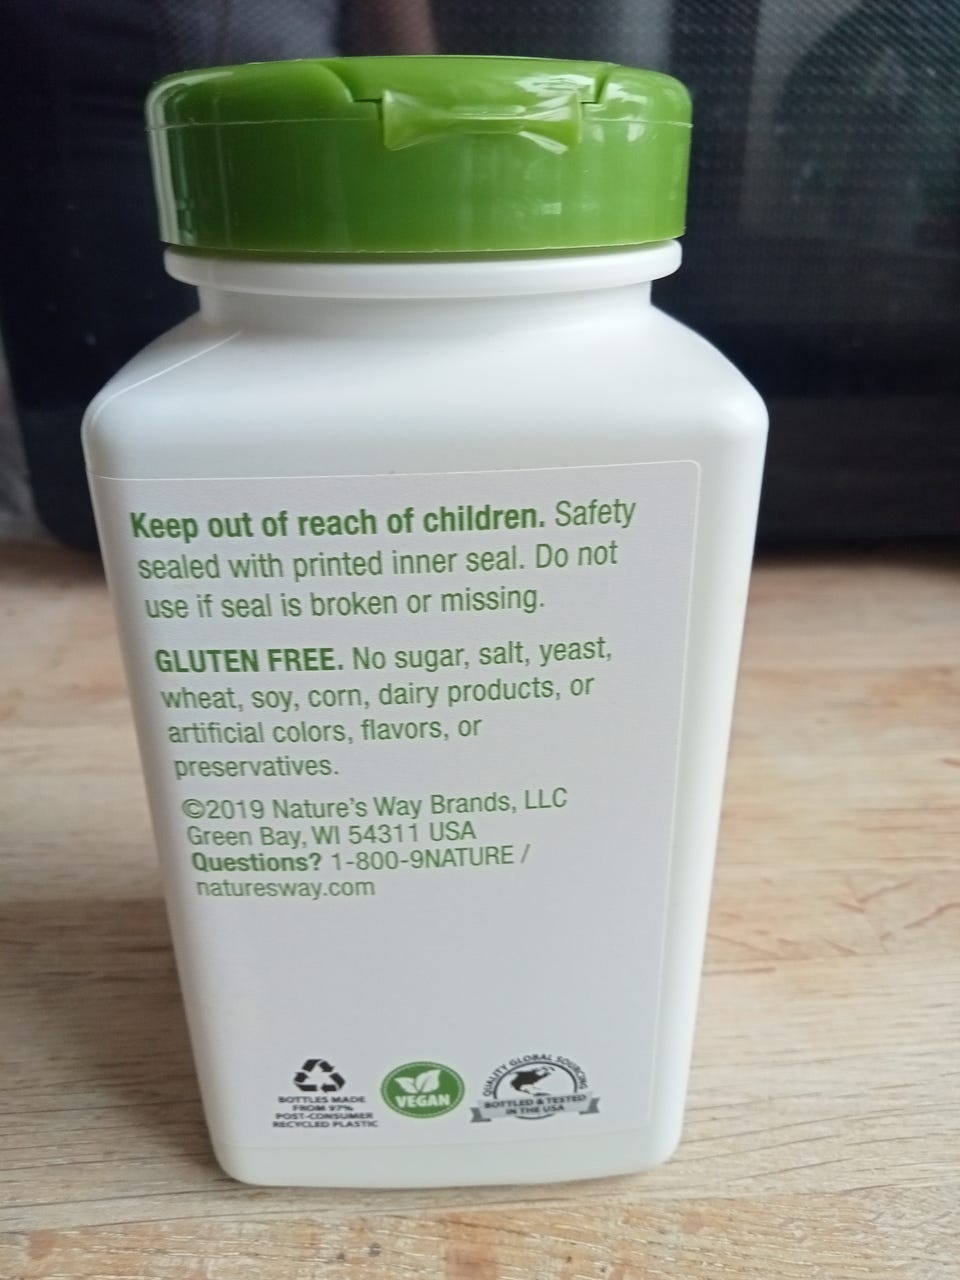 Keep out of reach of children. Safety
sealed with printed inner seal. Do not
use if seal is broken or missing.
GLUTEN FREE. No sugar, salt, yeast,
wheat, soy, corn, dairy products, or
artificial colors, flavors, or
preservatives.
©2019 Nature's Way Brands, LLC
Green Bay, WI 54311 USA
Questions? 1-800-9NATURE /
naturesway.com
BOTTLES MADE
FROM 97%
POST-CONSUMER
RECYCLED PLASTIC
VEGAN
QUALITY GLOBAL SOURCING
BOTTLED & TESTED
IN THE USA